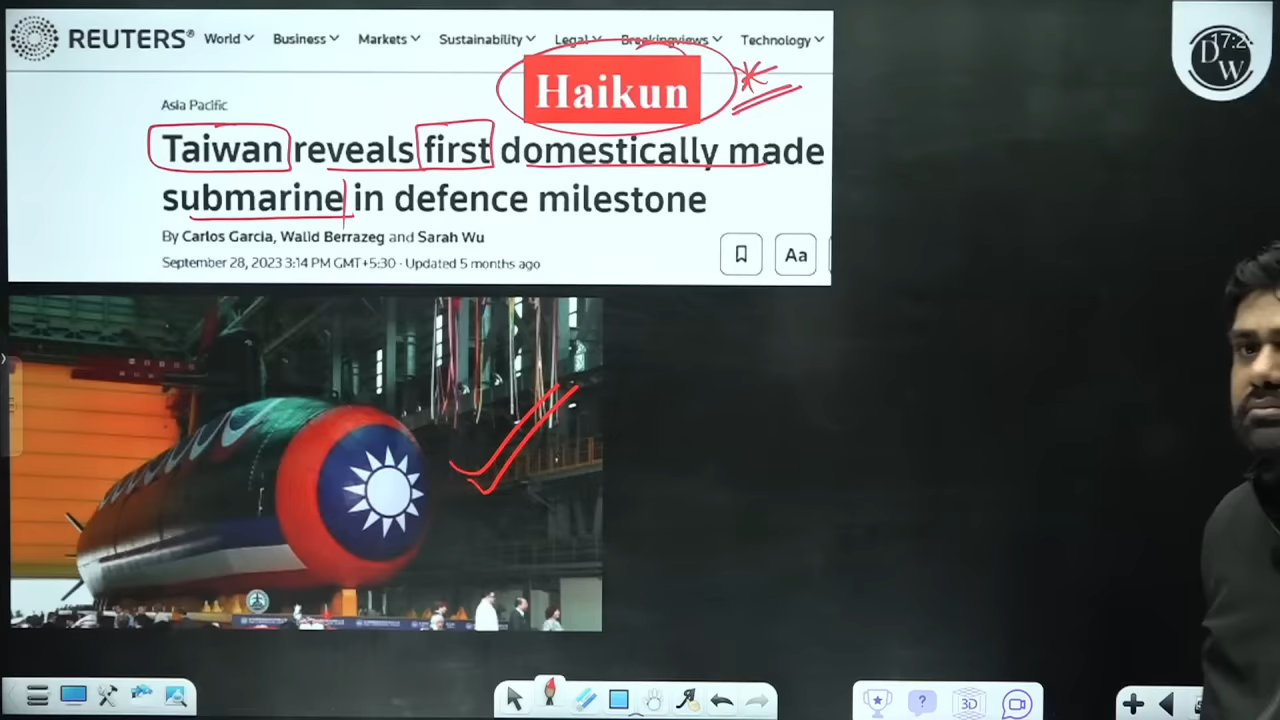 REUTERS®
World
Business
Markets
Sustainability
Legal
Breakingviews
Technology
Haikun
Asia Pacific
Taiwan reveals first domestically made
submarine in defence milestone
By Carlos Garcia, Walid Berrazeg and Sarah Wu
September 28, 2023 3:14 PM GMT+5:30 · Updated 5 months ago
Aa
DW
?
3D